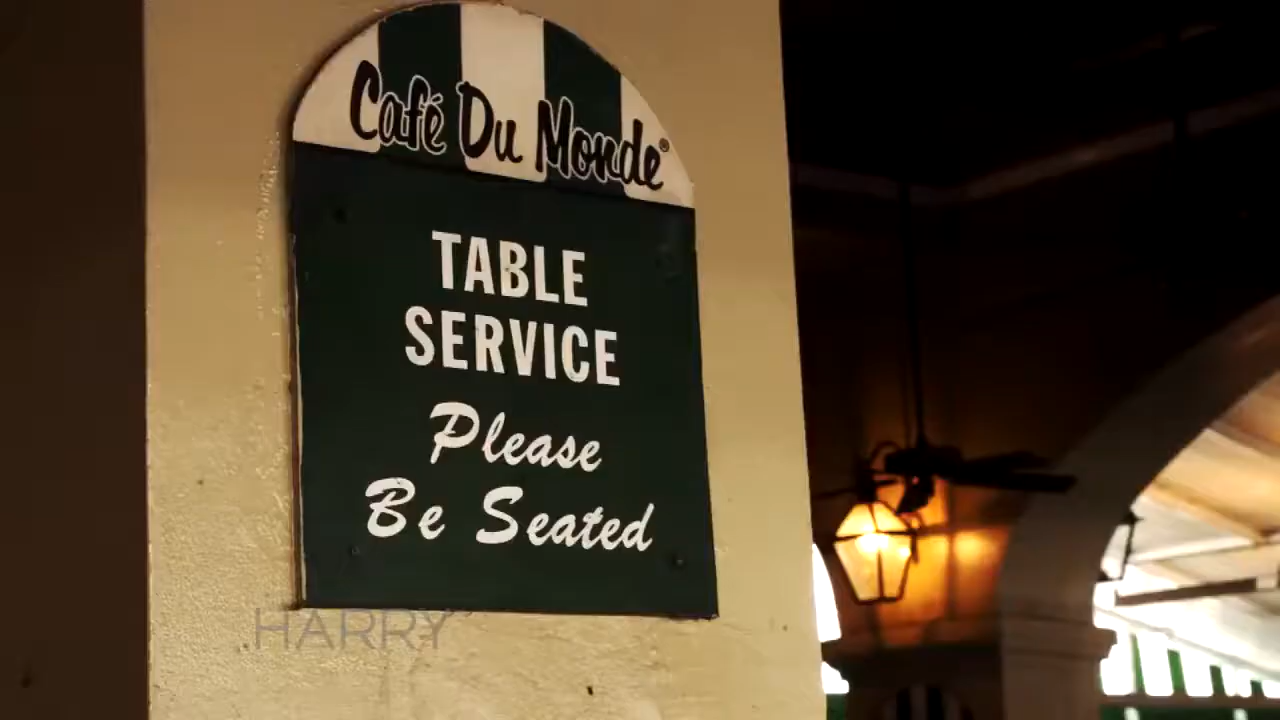 Café Du Monde®
TABLE
SERVICE
Please
Be Seated
HARRY